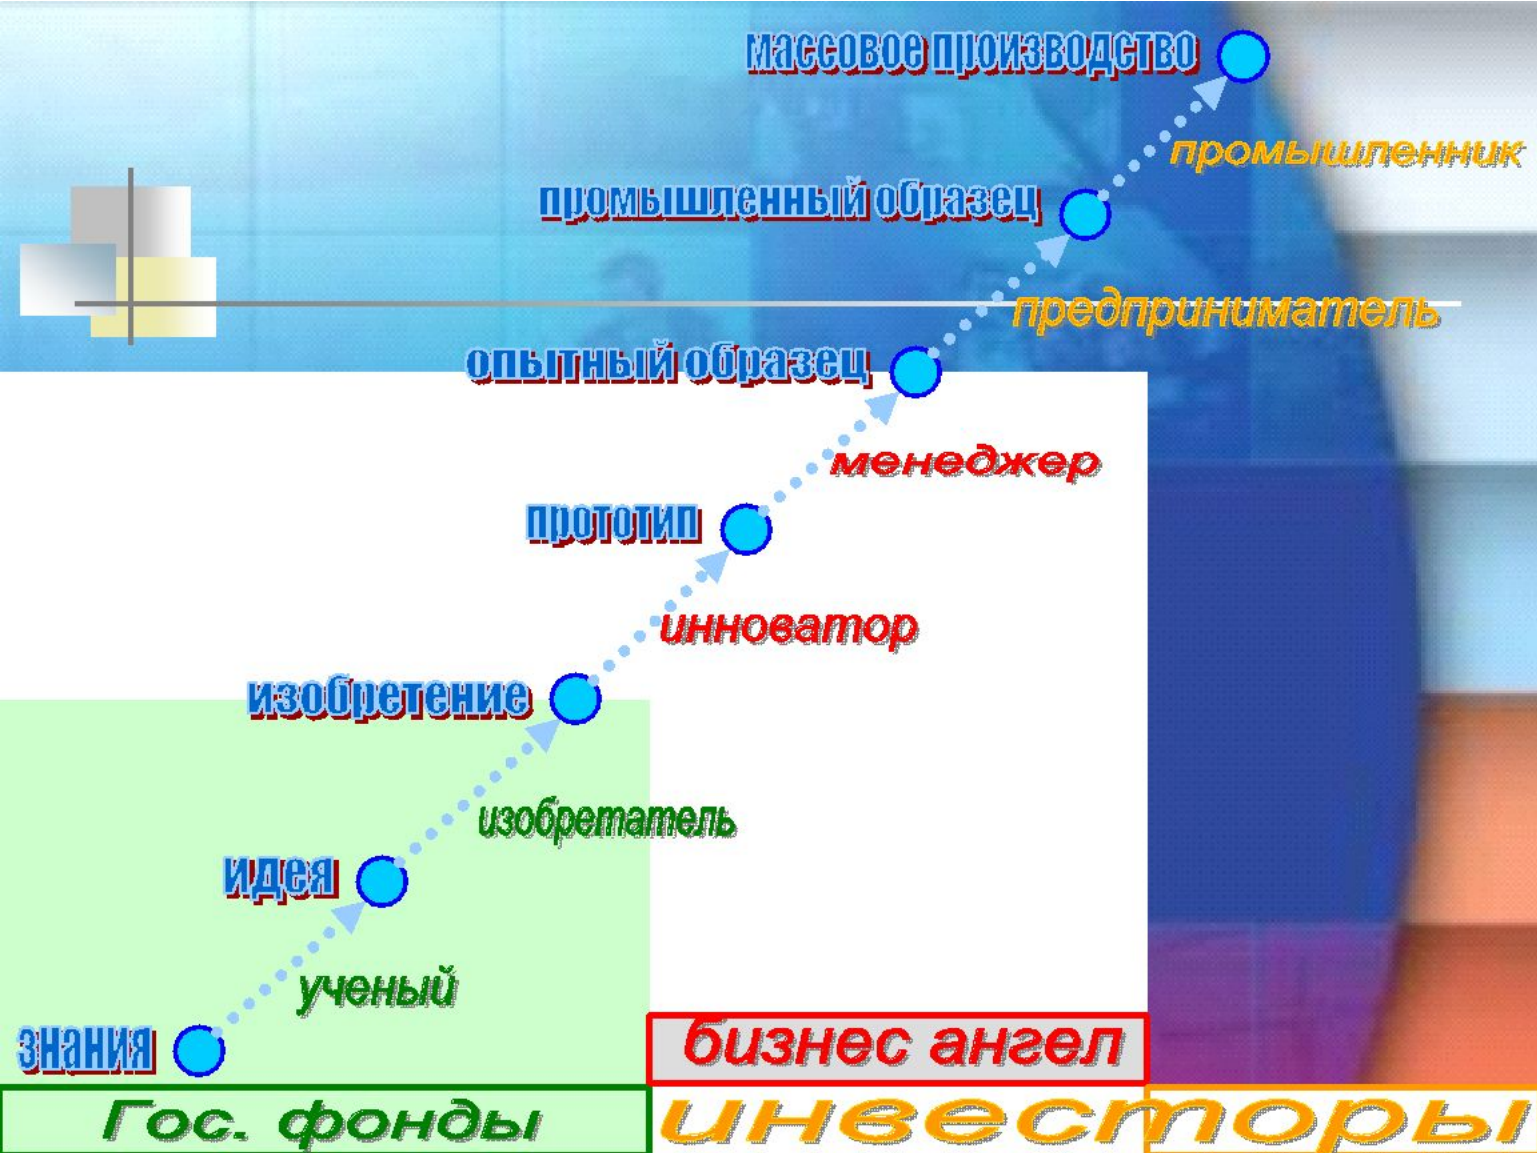 массовое производство
промышленник
промышленный образец
предприниматель
опытный образец
менеджер
прототип
инноватор
изобретение
изобретатель
идея
ученый
знания
бизнес ангел
Гос. фонды
инвесторы